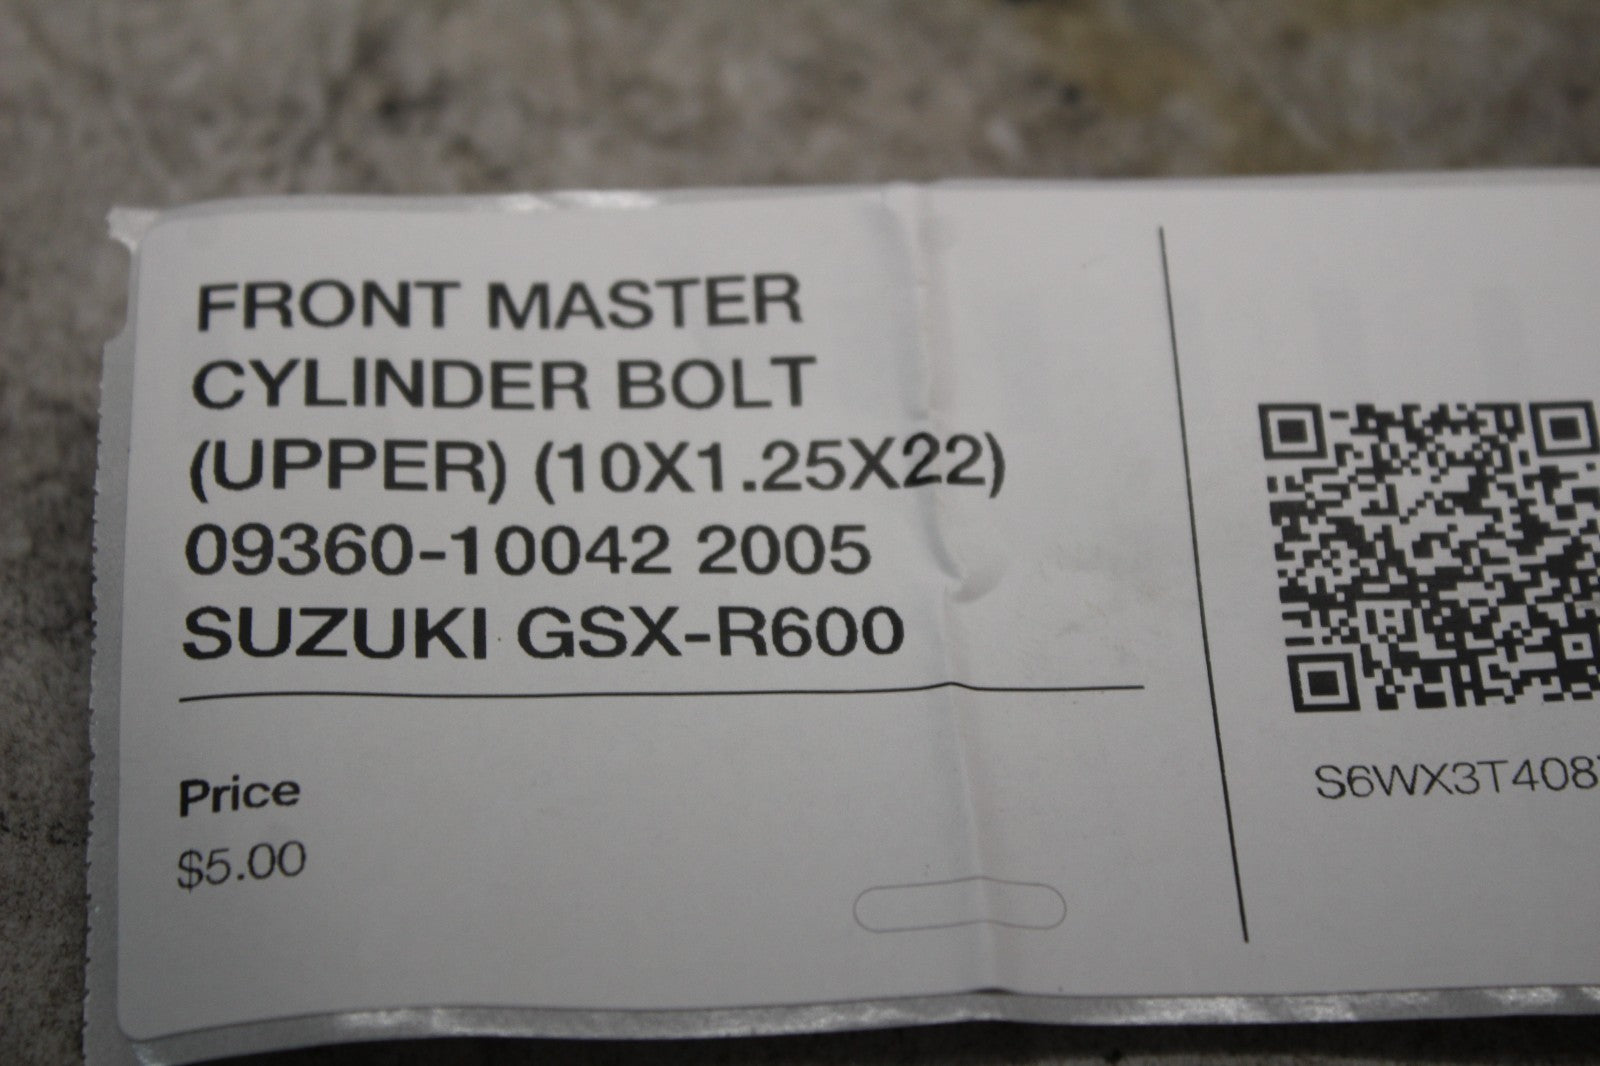 FRONT MASTER
CYLINDER BOLT
(UPPER) (10X1.25X22)
09360-10042 2005
SUZUKI GSX-R600
Price
$5.00